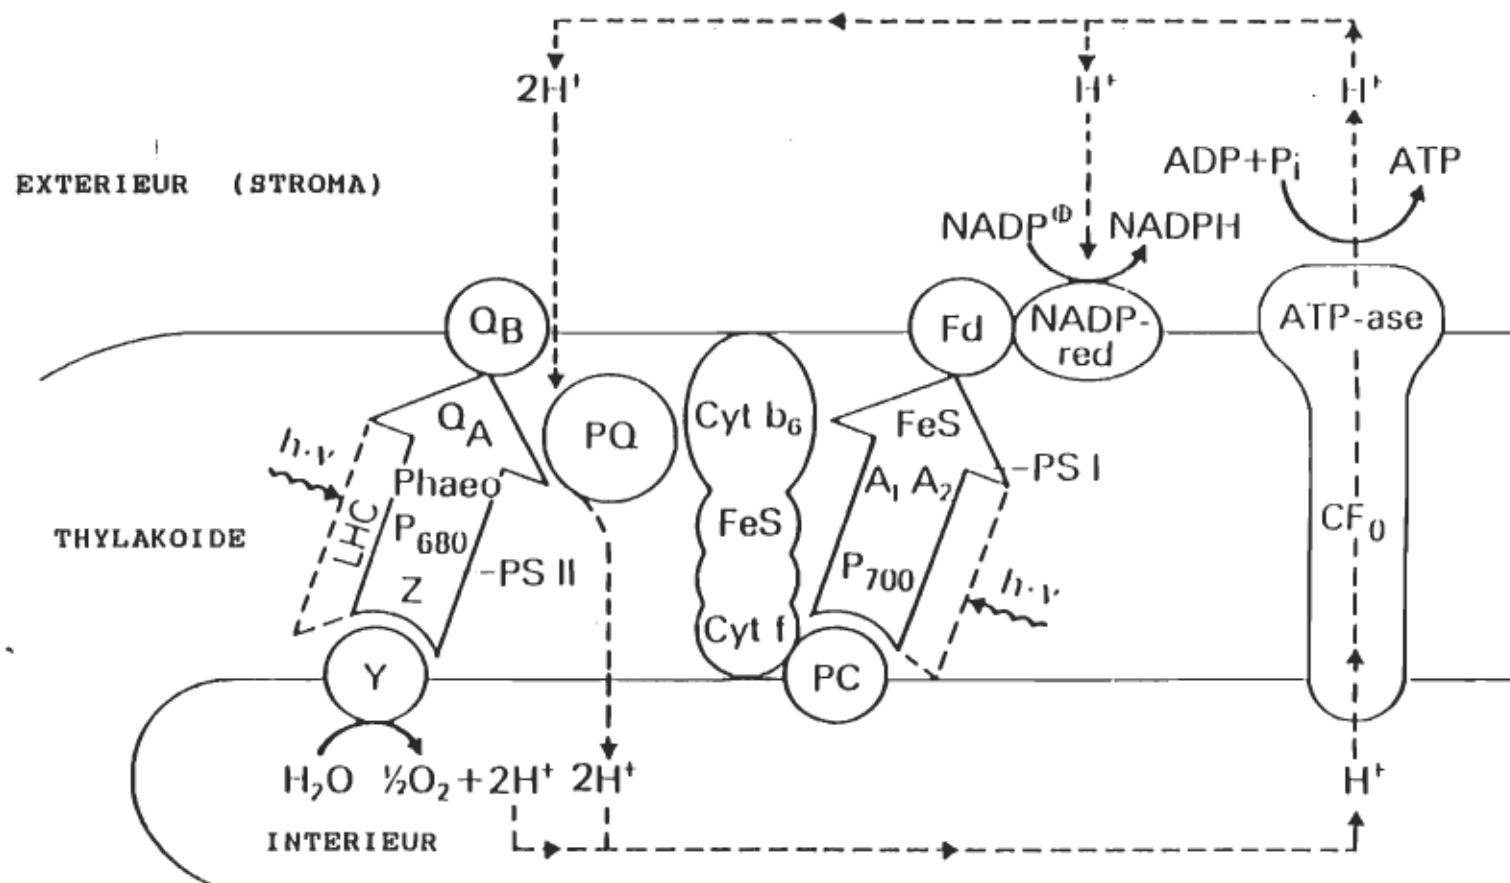 2H⁺ H⁺ H⁺
ADP+Pᵢ ATP
EXTERIEUR (STROMA)
NADP⊕ NADPH
Q_B Fd NADP-red ATP-ase
Q_A PQ Cyt b₆ FeS
h·ν
Phaeo A₁ A₂ -PS I
LHC
P₆₈₀ FeS CF₀
THYLAKOIDE
Z -PS II P₇₀₀ h·ν
Cyt f
Y PC
H₂O ½O₂ + 2H⁺ 2H⁺ H⁺
INTERIEUR